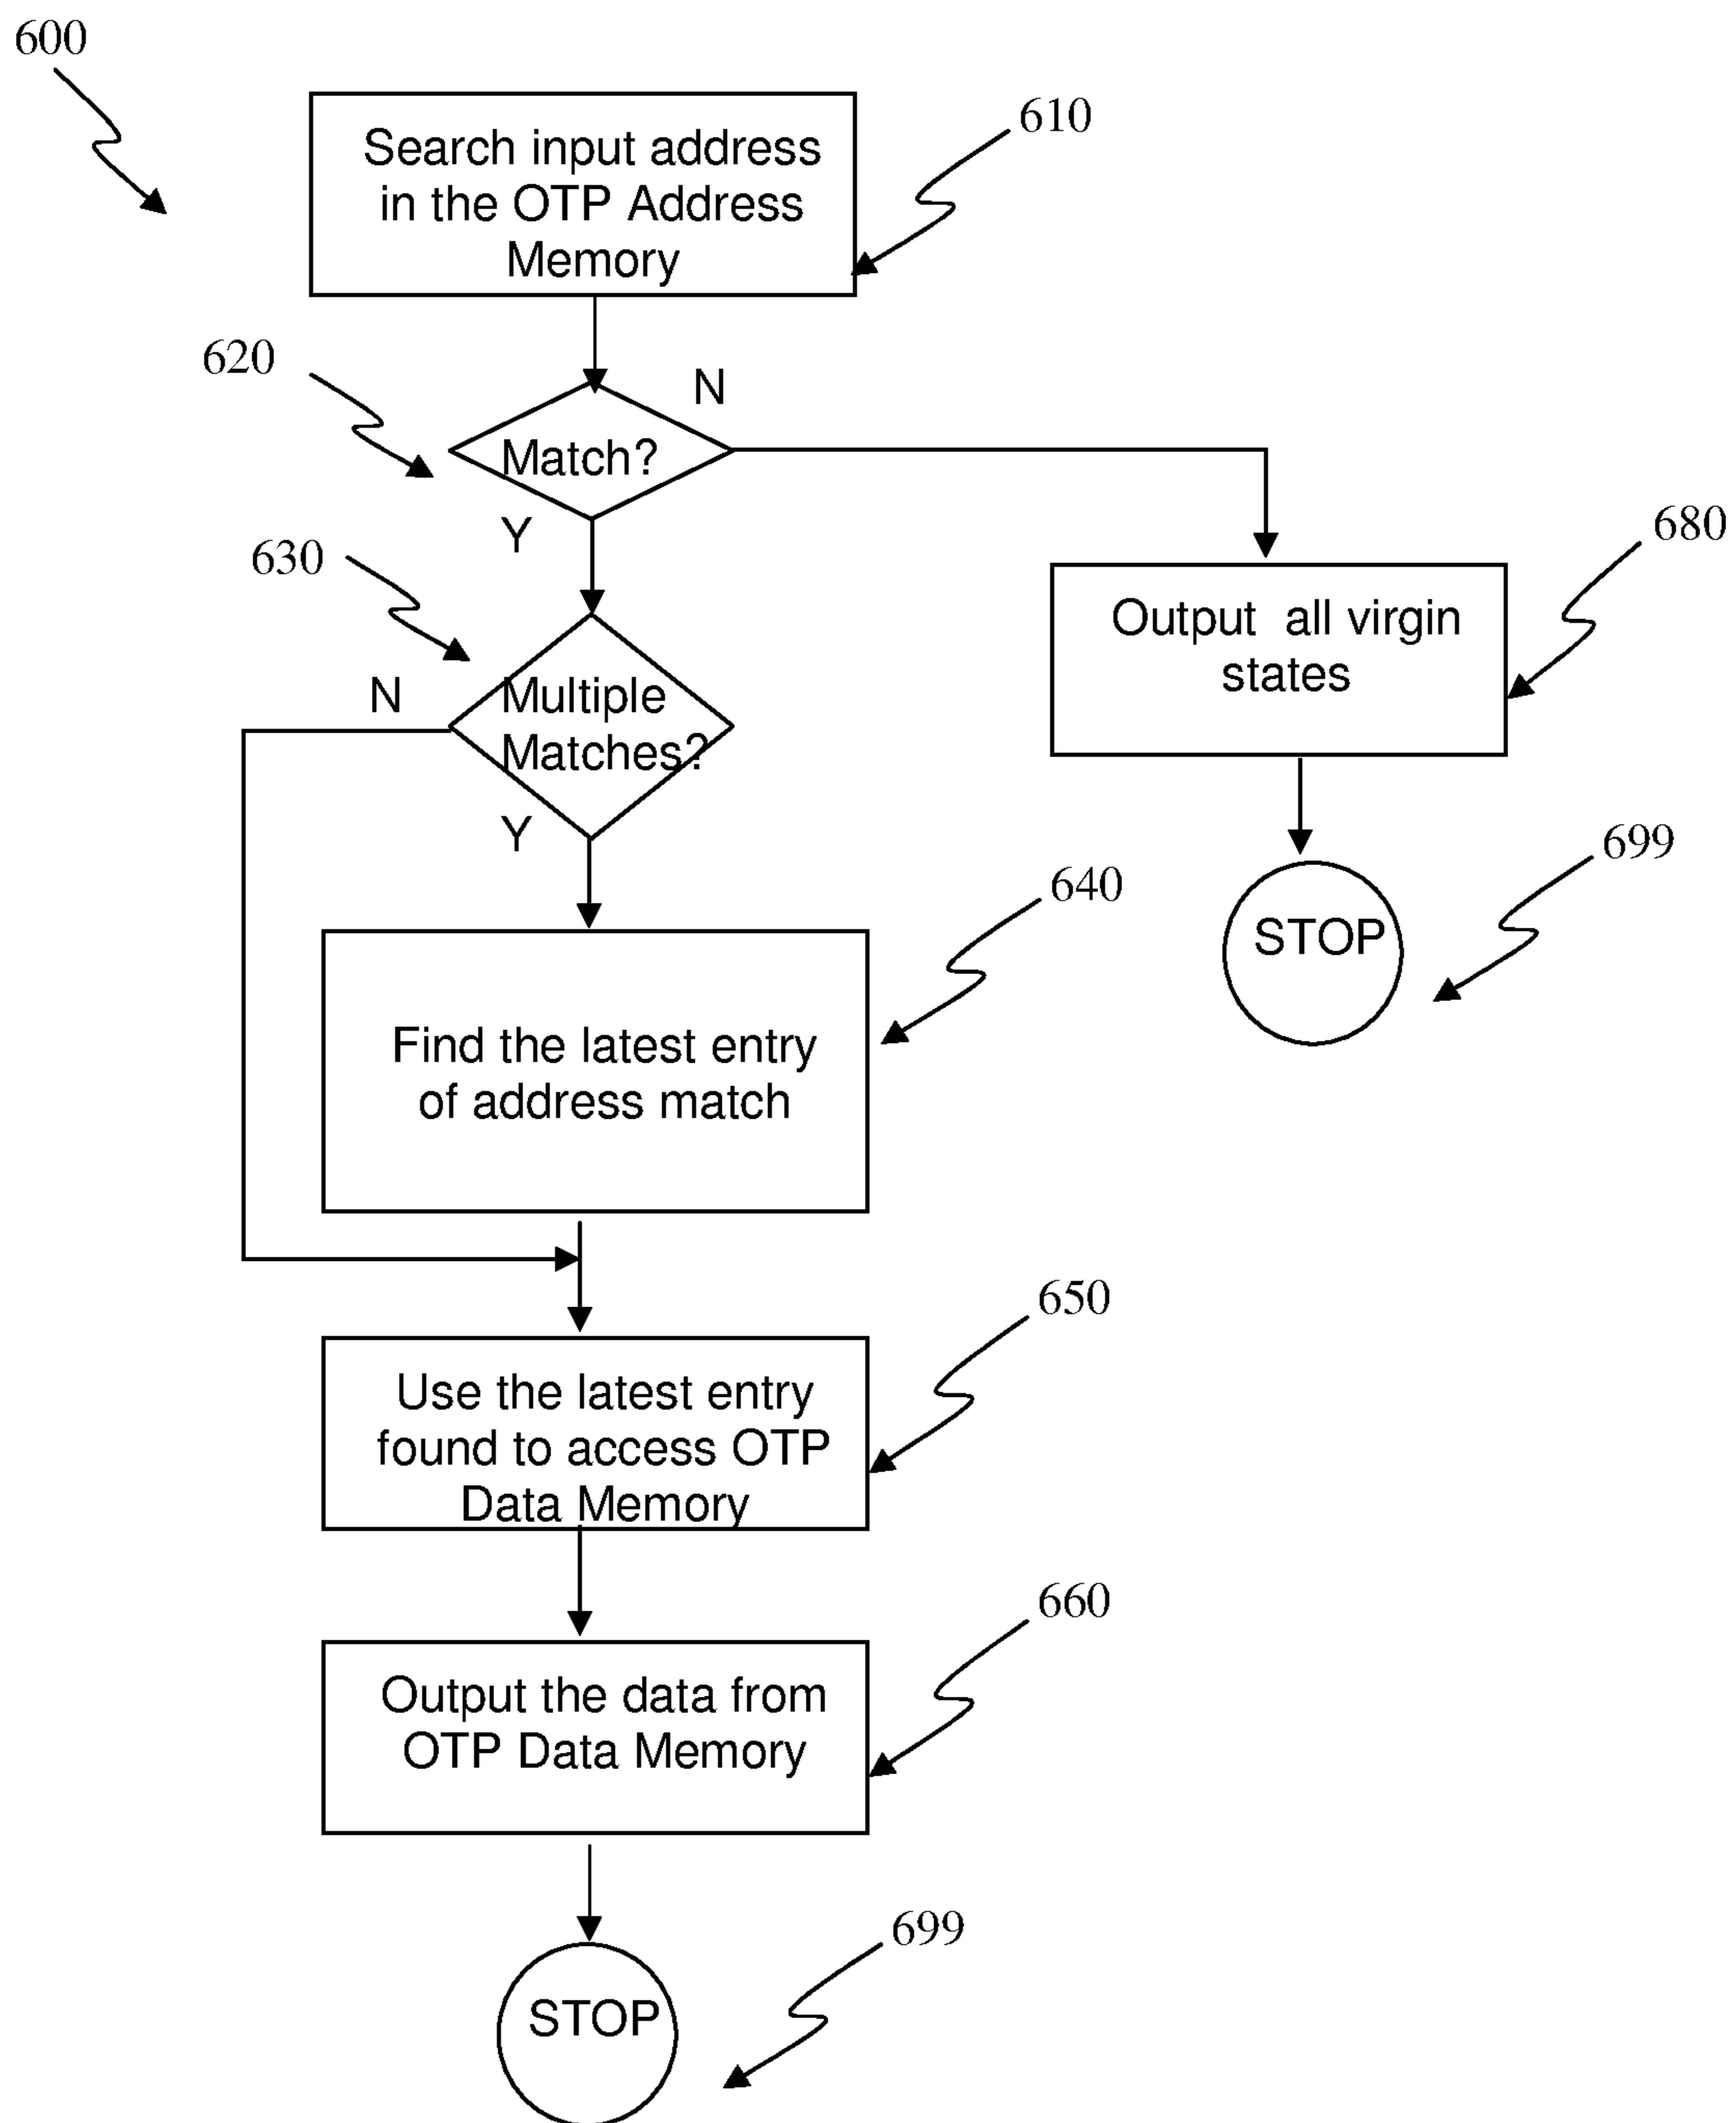 600
Search input address
in the OTP Address
Memory
610
620
Match?
N
Y
630
Multiple
Matches?
N
Y
680
Output all virgin
states
699
STOP
640
Find the latest entry
of address match
650
Use the latest entry
found to access OTP
Data Memory
660
Output the data from
OTP Data Memory
699
STOP